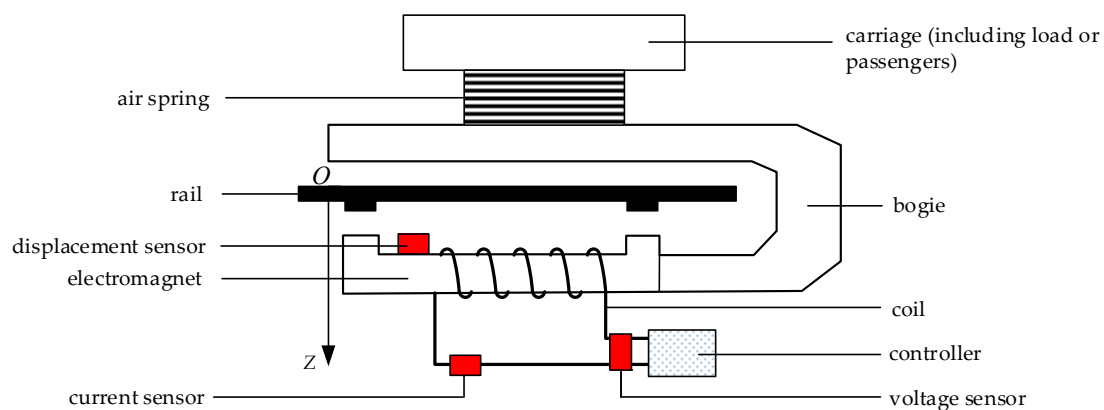 carriage (including load or
passengers)
air spring
O
rail
bogie
displacement sensor
electromagnet
coil
controller
Z
current sensor
voltage sensor